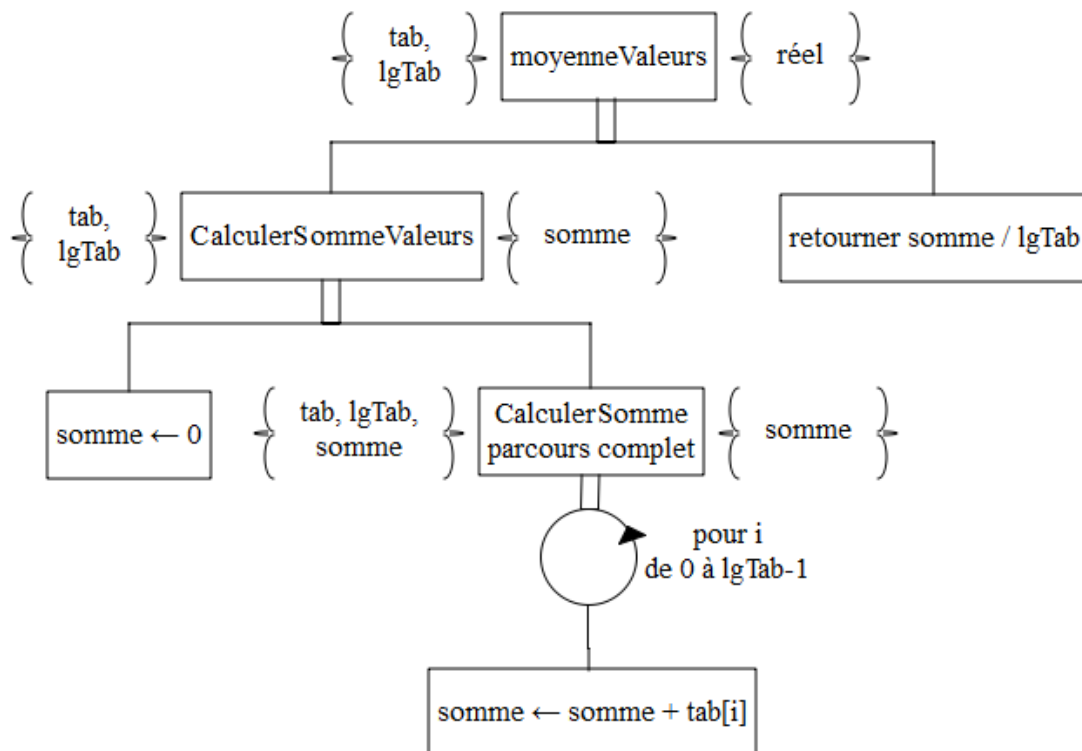 tab,
lgTab
moyenneValeurs
réel
tab,
lgTab
CalculerSommeValeurs
somme
retourner somme / lgTab
somme ← 0
tab, lgTab,
somme
CalculerSomme
parcours complet
somme
pour i
de 0 à lgTab-1
somme ← somme + tab[i]